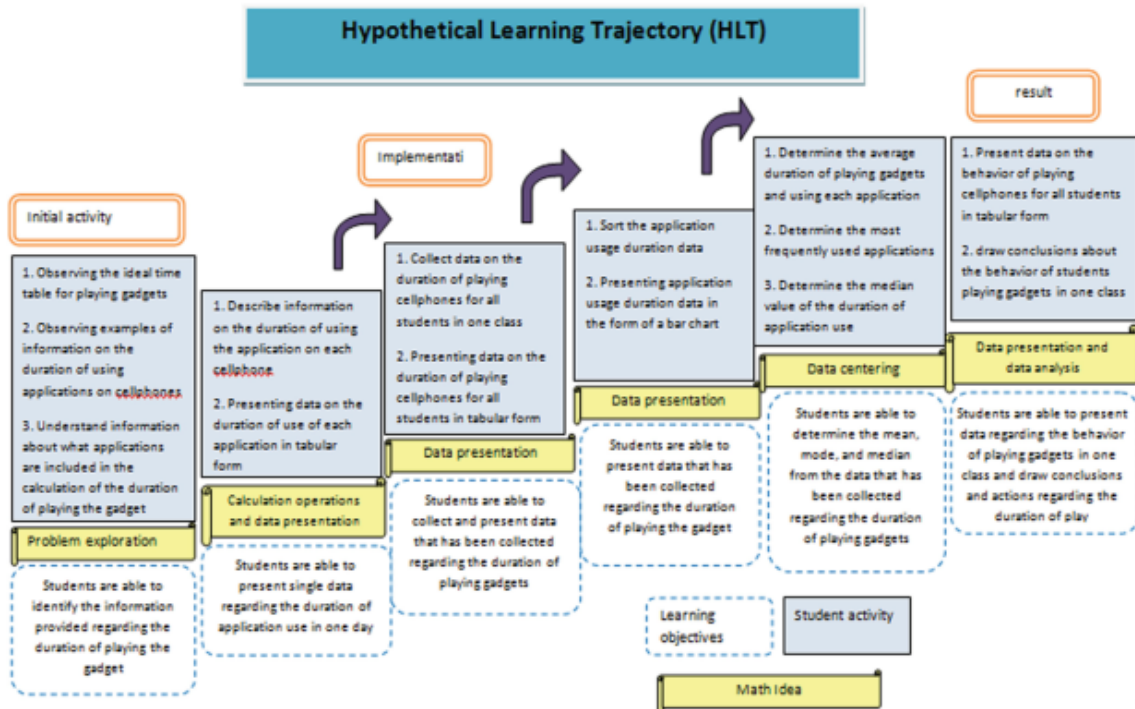 Hypothetical Learning Trajectory (HLT)
Initial activity
1. Observing the ideal time
table for playing gadgets
2. Observing examples of
information on the
duration of using
applications on cellphones
3. Understand information
about what applications
are included in the
calculation of the duration
of playing the gadget
Problem exploration
Students are able to
identify the information
provided regarding the
duration of playing the
gadget
1. Describe information
on the duration of using
the application on each
cellphone
2. Presenting data on the
duration of use of each
application in tabular
form
Calculation operations
and data presentation
Students are able to
present single data
regarding the duration of
application use in one day
Implementati
1. Collect data on the
duration of playing
cellphones for all
students in one class
2. Presenting data on the
duration of playing
cellphones for all
students in tabular form
Data presentation
Students are able to
collect and present data
that has been collected
regarding the duration of
playing gadgets
1. Sort the application
usage duration data
2. Presenting application
usage duration data in
the form of a bar chart
Data presentation
Students are able to
present data that has
been collected
regarding the duration
of playing the gadget
1. Determine the average
duration of playing gadgets
and using each application
2. Determine the most
frequently used applications
3. Determine the median
value of the duration of
application use
Data centering
Students are able to
determine the mean,
mode, and median
from the data that has
been collected
regarding the duration
of playing gadgets
result
1. Present data on the
behavior of playing
cellphones for all students
in tabular form
2. draw conclusions about
the behavior of students
playing gadgets in one class
Data presentation and
data analysis
Students are able to present
data regarding the behavior
of playing gadgets in one
class and draw conclusions
and actions regarding the
duration of play
Learning
objectives
Student activity
Math Idea